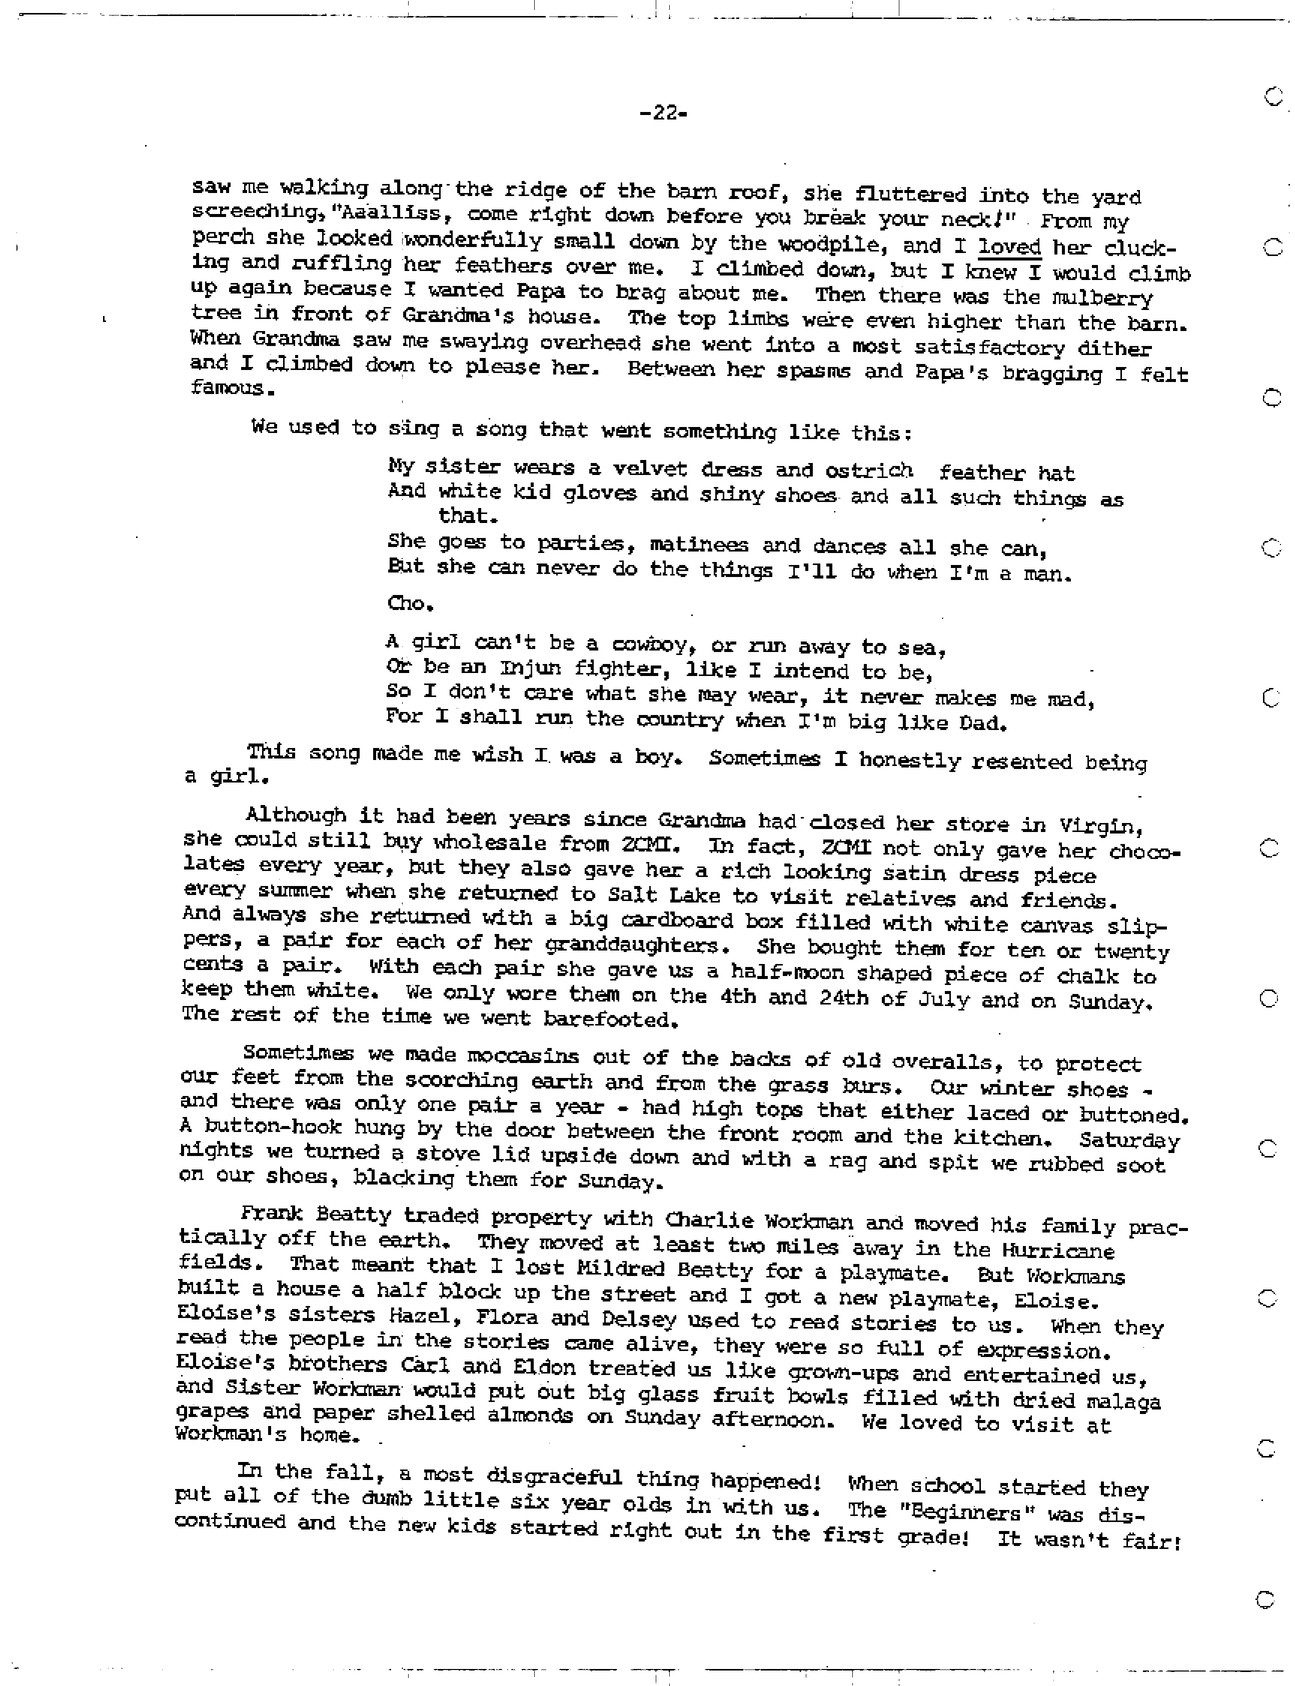 -22-
saw me walking along the ridge of the barn roof, she fluttered into the yard
screeching, "Aaalliss, come right down before you break your neck!" From my
perch she looked wonderfully small down by the woodpile, and I loved her cluck-
ing and ruffling her feathers over me. I climbed down, but I knew I would climb
up again because I wanted Papa to brag about me. Then there was the mulberry
tree in front of Grandma's house. The top limbs were even higher than the barn.
When Grandma saw me swaying overhead she went into a most satisfactory dither
and I climbed down to please her. Between her spasms and Papa's bragging I felt
famous.
We used to sing a song that went something like this:
My sister wears a velvet dress and ostrich feather hat
And white kid gloves and shiny shoes and all such things as
that.
She goes to parties, matinees and dances all she can,
But she can never do the things I'll do when I'm a man.
Cho.
A girl can't be a cowboy, or run away to sea,
Or be an Injun fighter, like I intend to be,
So I don't care what she may wear, it never makes me mad,
For I shall run the country when I'm big like Dad.
This song made me wish I was a boy. Sometimes I honestly resented being
a girl.
Although it had been years since Grandma had closed her store in Virgin,
she could still buy wholesale from ZCMI. In fact, ZCMI not only gave her choco-
lates every year, but they also gave her a rich looking satin dress piece
every summer when she returned to Salt Lake to visit relatives and friends.
And always she returned with a big cardboard box filled with white canvas slip-
pers, a pair for each of her granddaughters. She bought them for ten or twenty
cents a pair. With each pair she gave us a half-moon shaped piece of chalk to
keep them white. We only wore them on the 4th and 24th of July and on Sunday.
The rest of the time we went barefooted.
Sometimes we made moccasins out of the backs of old overalls, to protect
our feet from the scorching earth and from the grass burs. Our winter shoes -
and there was only one pair a year - had high tops that either laced or buttoned.
A button-hook hung by the door between the front room and the kitchen. Saturday
nights we turned a stove lid upside down and with a rag and spit we rubbed soot
on our shoes, blacking them for Sunday.
Frank Beatty traded property with Charlie Workman and moved his family prac-
tically off the earth. They moved at least two miles away in the Hurricane
fields. That meant that I lost Mildred Beatty for a playmate. But Workmans
built a house a half block up the street and I got a new playmate, Eloise.
Eloise's sisters Hazel, Flora and Delsey used to read stories to us. When they
read the people in the stories came alive, they were so full of expression.
Eloise's brothers Carl and Eldon treated us like grown-ups and entertained us,
and Sister Workman would put out big glass fruit bowls filled with dried malaga
grapes and paper shelled almonds on Sunday afternoon. We loved to visit at
Workman's home.
In the fall, a most disgraceful thing happened! When school started they
put all of the dumb little six year olds in with us. The "Beginners" was dis-
continued and the new kids started right out in the first grade! It wasn't fair!